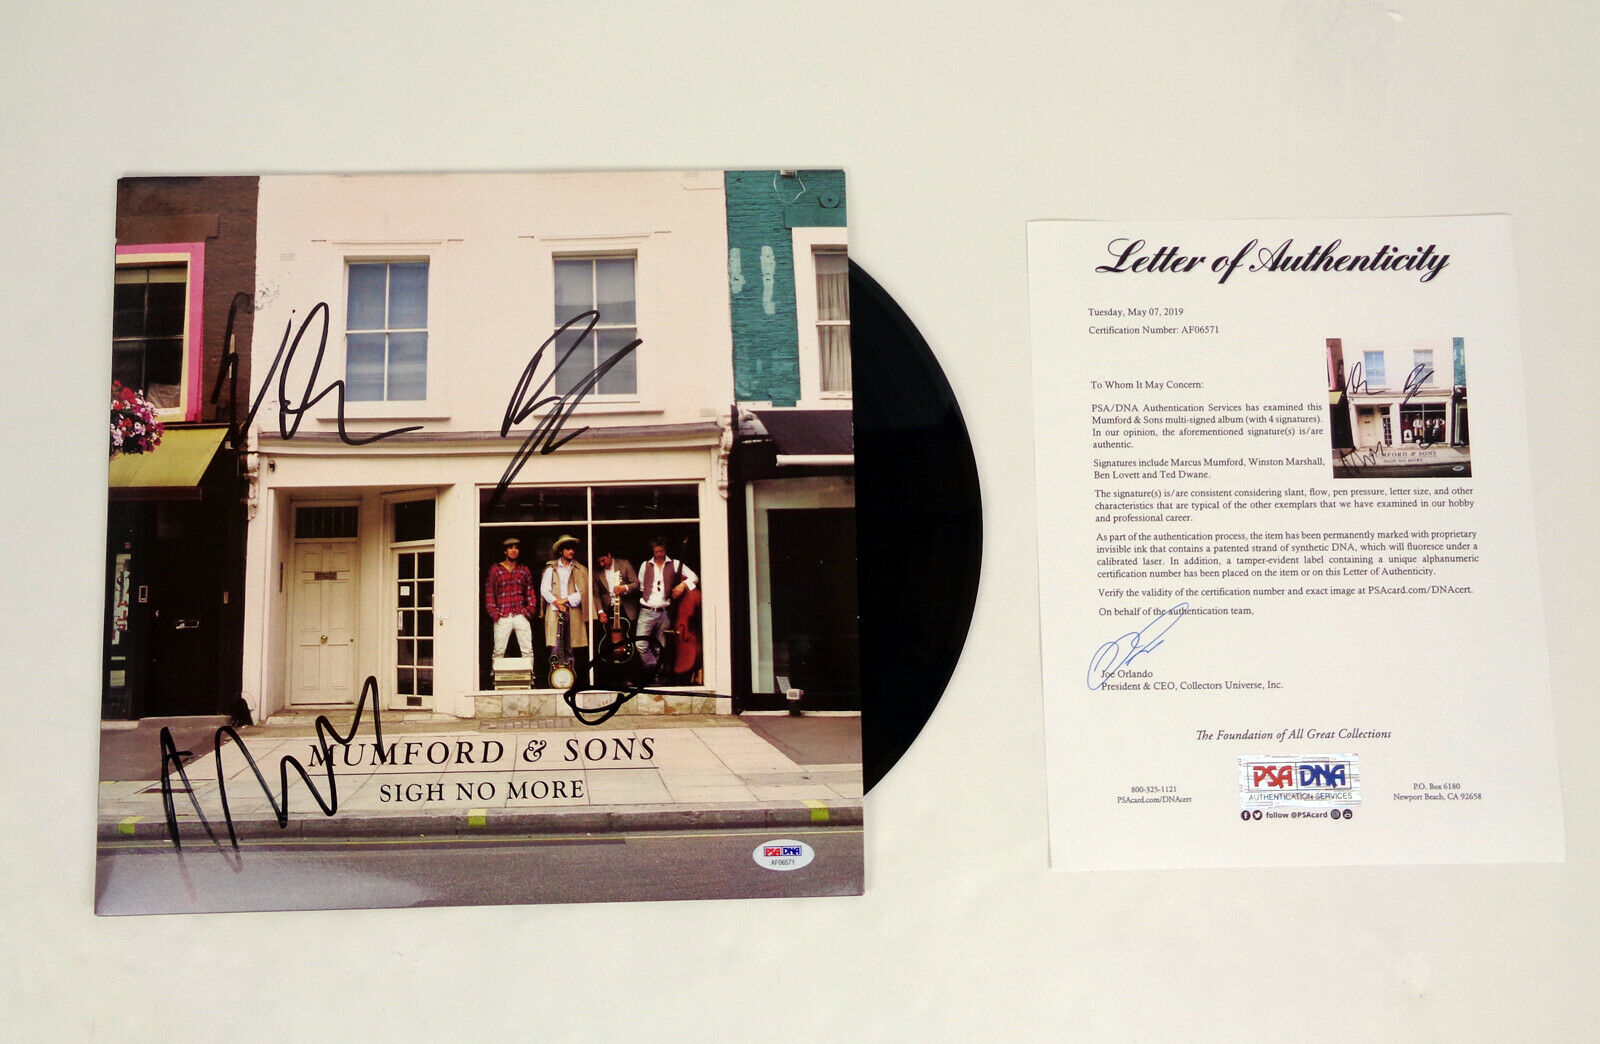 MUMFORD & SONS
SIGH NO MORE
PSA DNA
AF06571
Letter of Authenticity
Tuesday, May 07, 2019
Certification Number: AF06571
To Whom It May Concern:
PSA/DNA Authentication Services has examined this
Mumford & Sons multi-signed album (with 4 signatures).
In our opinion, the aforementioned signature(s) is/are
authentic.
Signatures include Marcus Mumford, Winston Marshall,
Ben Lovett and Ted Dwane.
MUMFORD & SONS
SIGH NO MORE
The signature(s) is/are consistent considering slant, flow, pen pressure, letter size, and other
characteristics that are typical of the other exemplars that we have examined in our hobby
and professional career.
As part of the authentication process, the item has been permanently marked with proprietary
invisible ink that contains a patented strand of synthetic DNA, which will fluoresce under a
calibrated laser. In addition, a tamper-evident label containing a unique alphanumeric
certification number has been placed on the item or on this Letter of Authenticity.
Verify the validity of the certification number and exact image at PSAcard.com/DNAcert.
On behalf of the authentication team,
Joe Orlando
President & CEO, Collectors Universe, Inc.
The Foundation of All Great Collections
800-325-1121
PSAcard.com/DNAcert
PSA DNA
AUTHENTICATION SERVICES
follow @PSAcard
P.O. Box 6180
Newport Beach, CA 92658